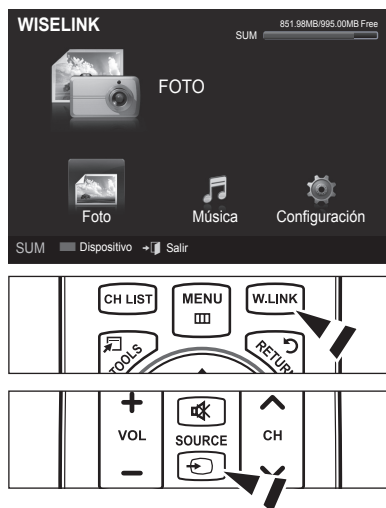 WISELINK
851.98MB/995.00MB Free
SUM
FOTO
Foto
Música
Configuración
SUM
Dispositivo
Salir
CH LIST
MENU
W.LINK
TOOLS
RETURN
VOL
SOURCE
CH